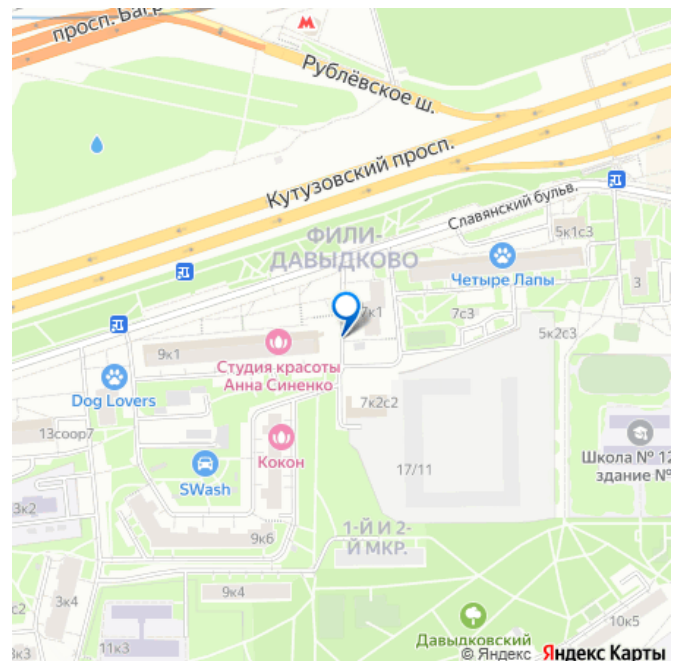 просп. Багр
М
Рублёвское ш.
Кутузовский просп.
Славянский бульв.
ФИЛИ-
ДАВЫДКОВО
5к1с3
Четыре Лапы
3
7к1
7с3
5к2с3
9к1
Студия красоты
Анна Синенко
Dog Lovers
7к2с2
13соор7
Кокон
17/11
Школа № 12
здание №
SWash
3к2
9к6
1-Й И 2-
Й МКР.
с2
3к4
9к4
10к5
Давыдковский
3к3
11к3
© Яндекс Яндекс Карты